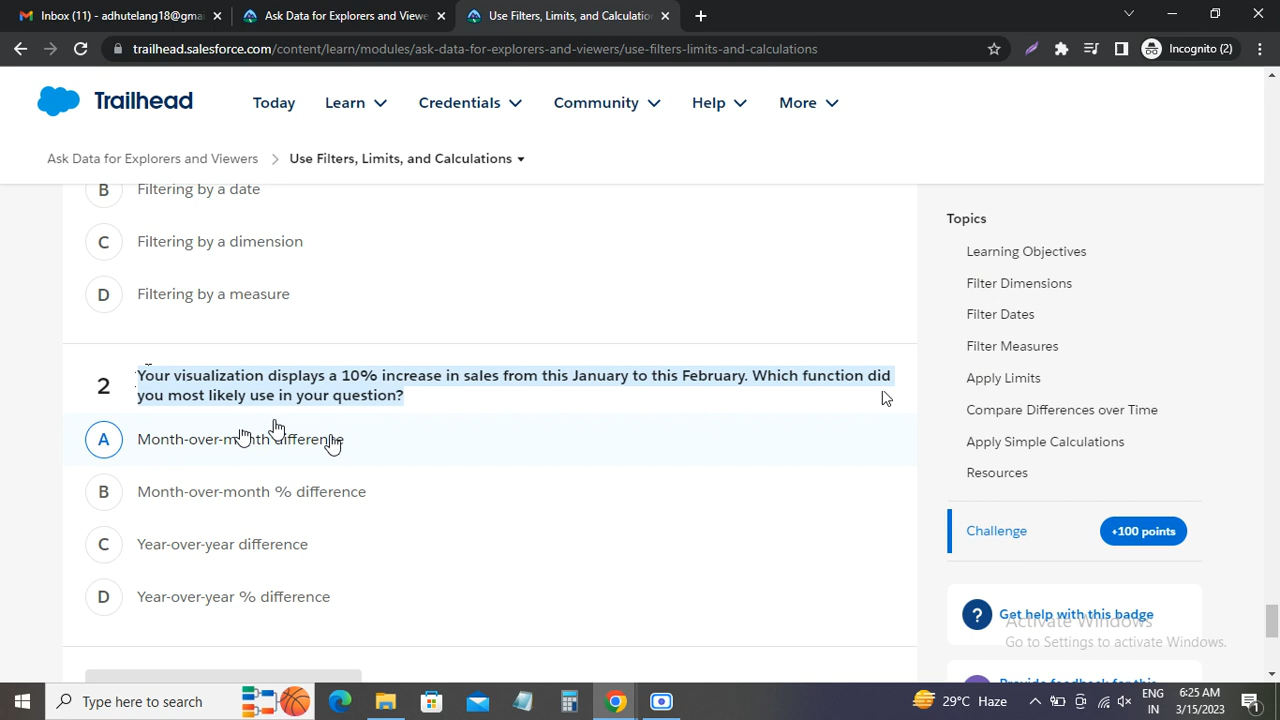 Inbox (11) - adhutelang18@gma
Ask Data for Explorers and Viewe
Use Filters, Limits, and Calculatio
trailhead.salesforce.com/content/learn/modules/ask-data-for-explorers-and-viewers/use-filters-limits-and-calculations
Incognito (2)
Trailhead
Today
Learn
Credentials
Community
Help
More
Ask Data for Explorers and Viewers
Use Filters, Limits, and Calculations
B Filtering by a date
C Filtering by a dimension
D Filtering by a measure
2 Your visualization displays a 10% increase in sales from this January to this February. Which function did
you most likely use in your question?
A Month-over-month difference
B Month-over-month % difference
C Year-over-year difference
D Year-over-year % difference
Topics
Learning Objectives
Filter Dimensions
Filter Dates
Filter Measures
Apply Limits
Compare Differences over Time
Apply Simple Calculations
Resources
Challenge
+100 points
? Get help with this badge
Activate Windows
Go to Settings to activate Windows.
Provide feedback for this
Type here to search
29°C Haze
ENG
IN
6:25 AM
3/15/2023
1